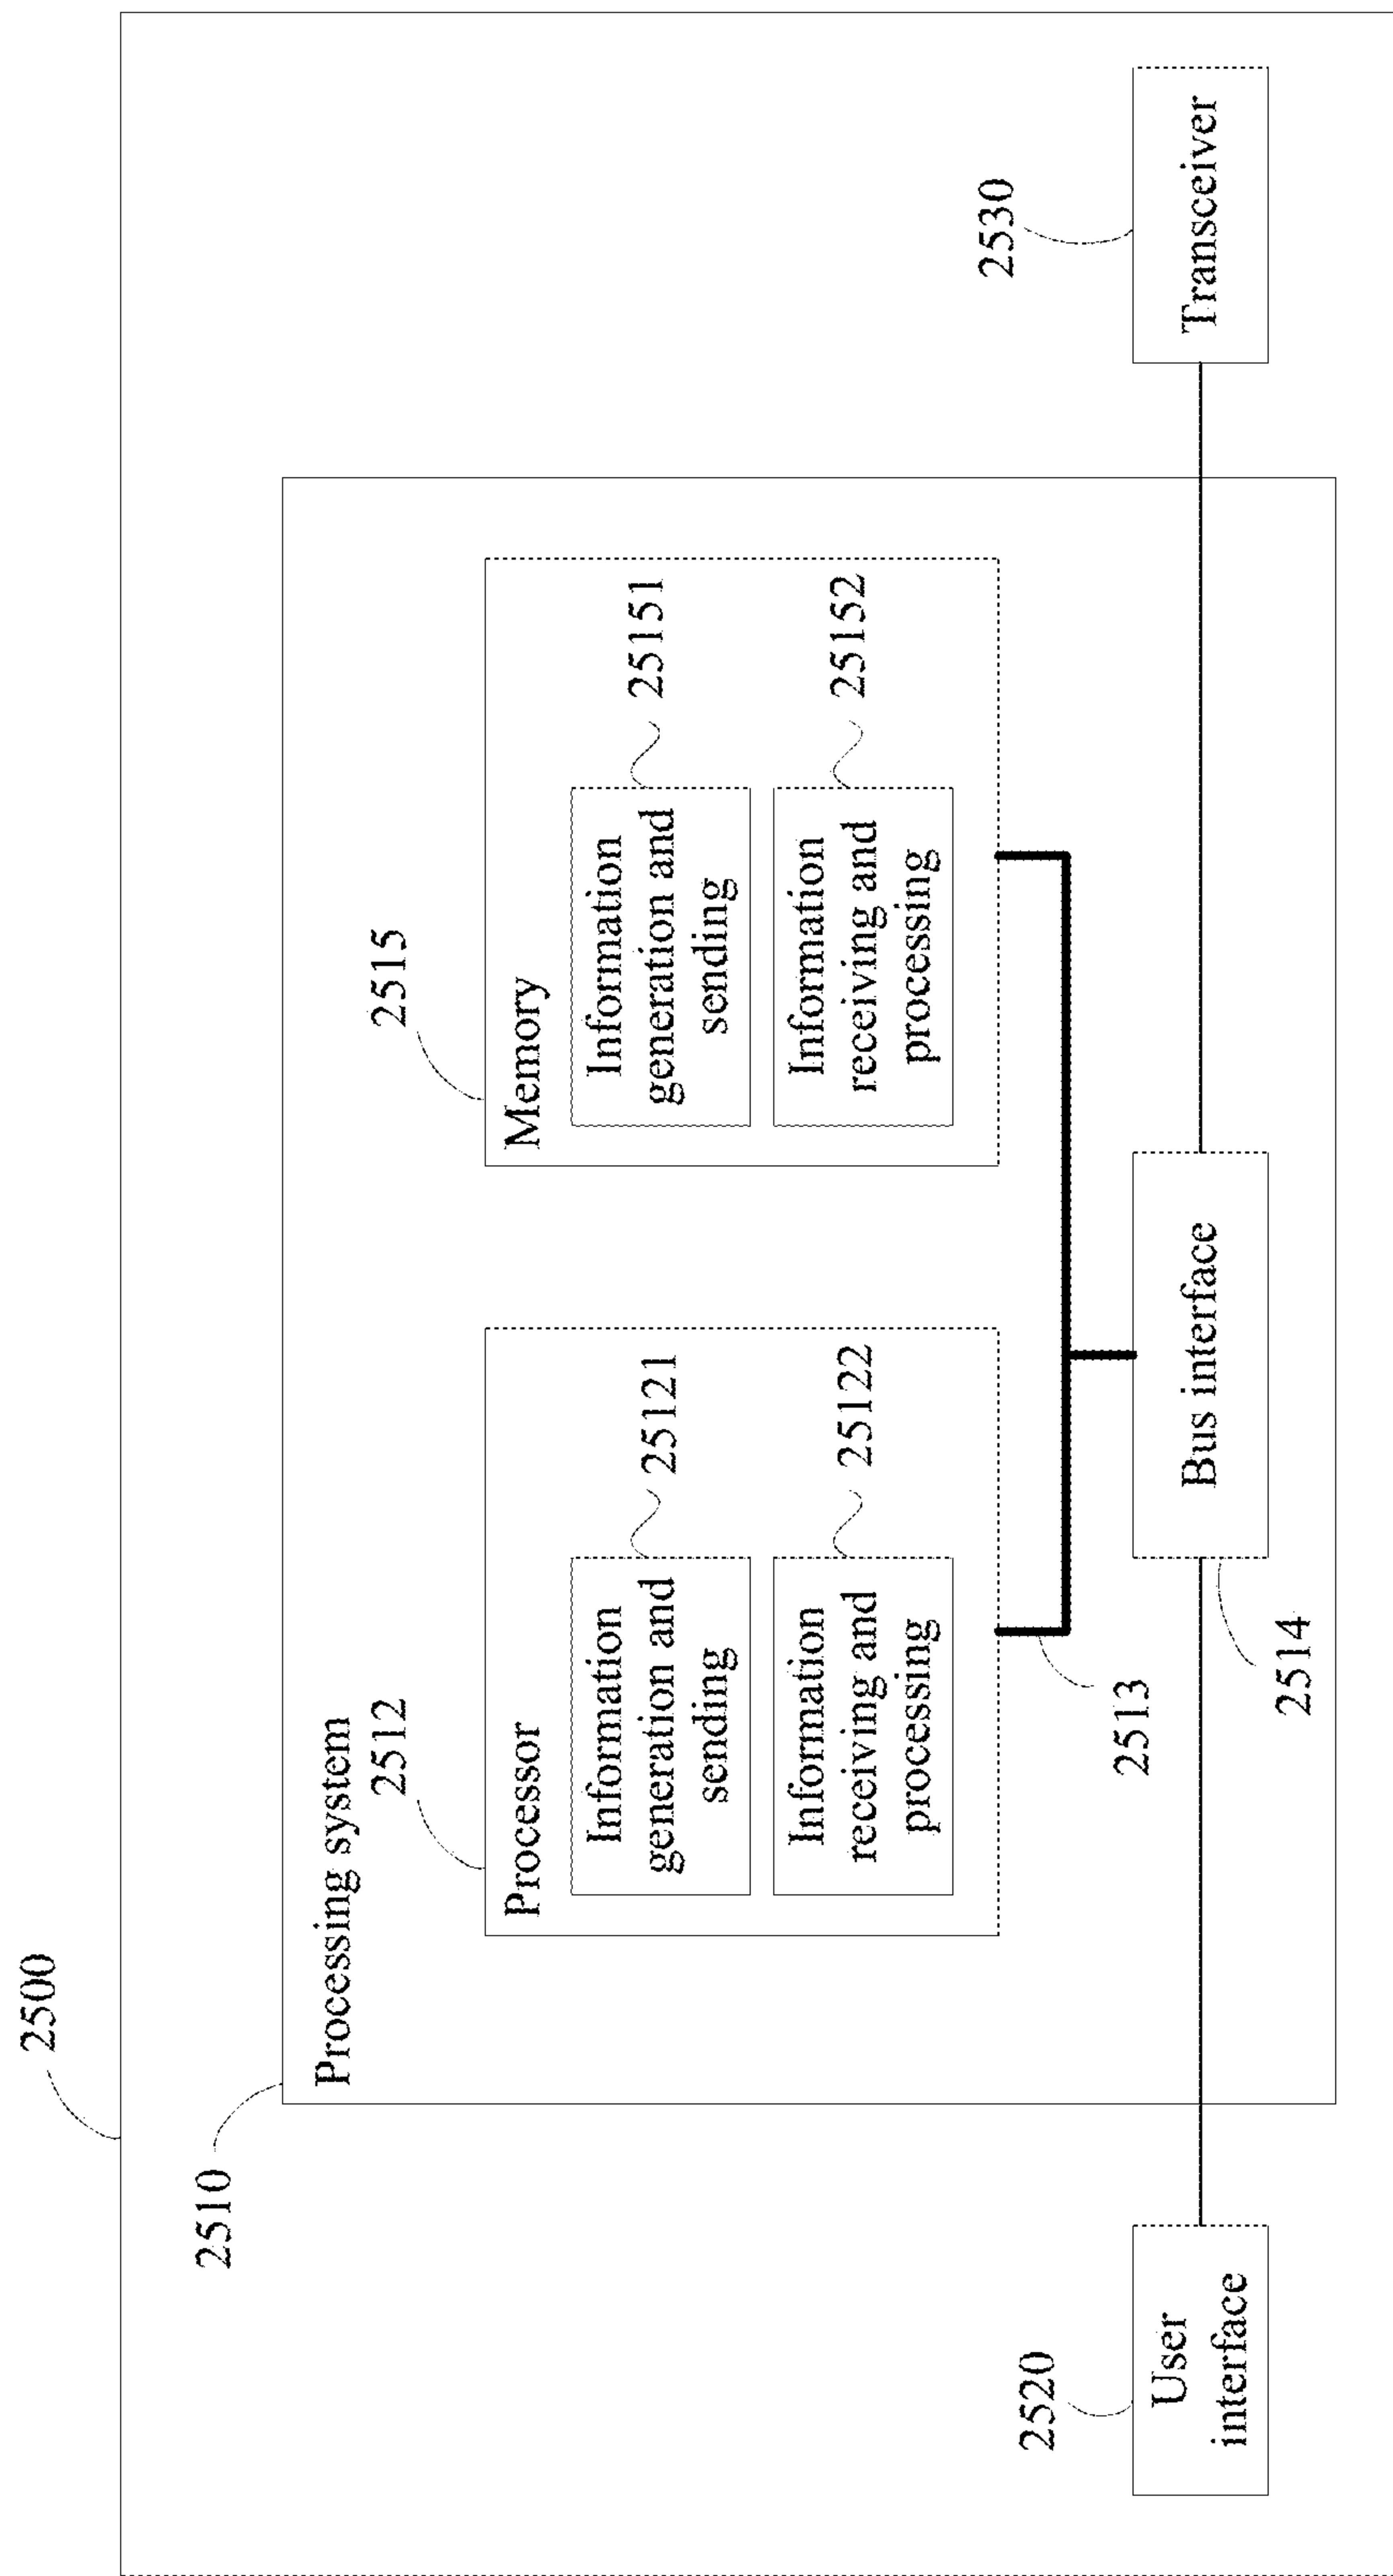 2500
2510
Processing system
2512
Processor
Information
generation and
sending
25121
Information
receiving and
processing
25122
2515
Memory
Information
generation and
sending
25151
Information
receiving and
processing
25152
2513
2520
User
interface
2514
Bus interface
2530
Transceiver